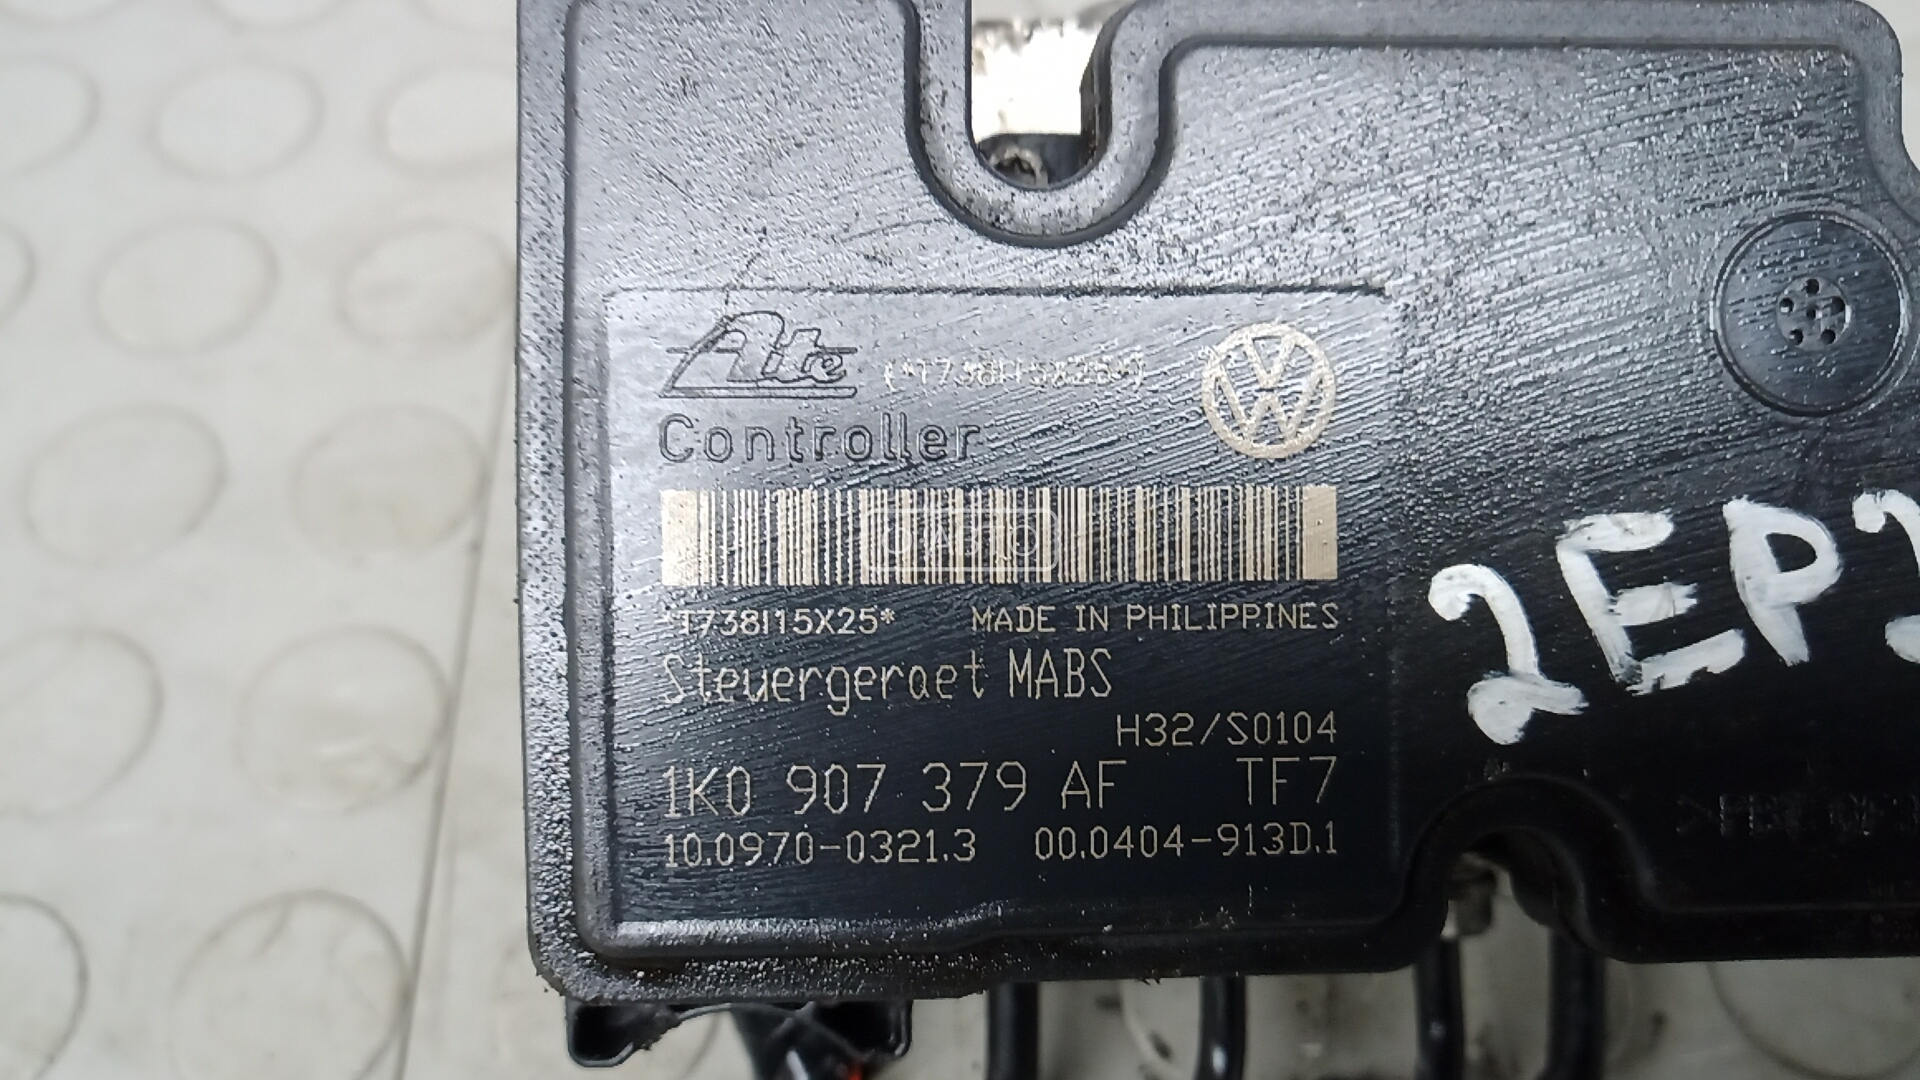 Ate
Controller
*T738I15X25* MADE IN PHILIPPINES
Steuergeraet MABS
H32/S0104
1K0 907 379 AF TF7
10.0970-0321.3 00.0404-913D.1